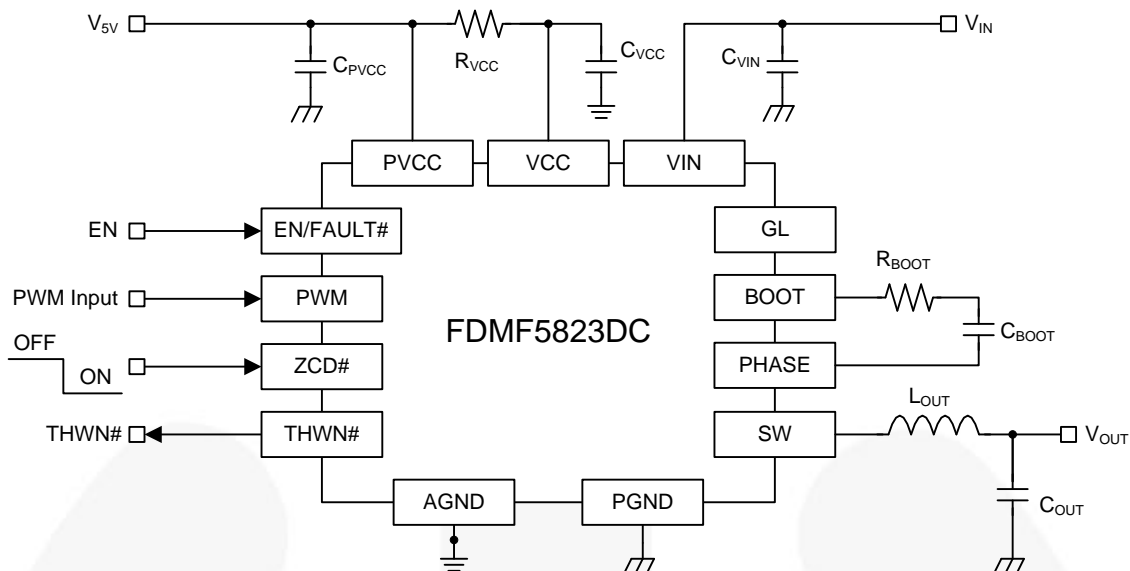 V5V
RVCC
CPVCC
CVCC
CVIN
VIN
PVCC
VCC
VIN
EN
EN/FAULT#
GL
PWM Input
PWM
BOOT
RBOOT
CBOOT
FDMF5823DC
OFF
ON
ZCD#
PHASE
THWN#
THWN#
SW
LOUT
VOUT
COUT
AGND
PGND